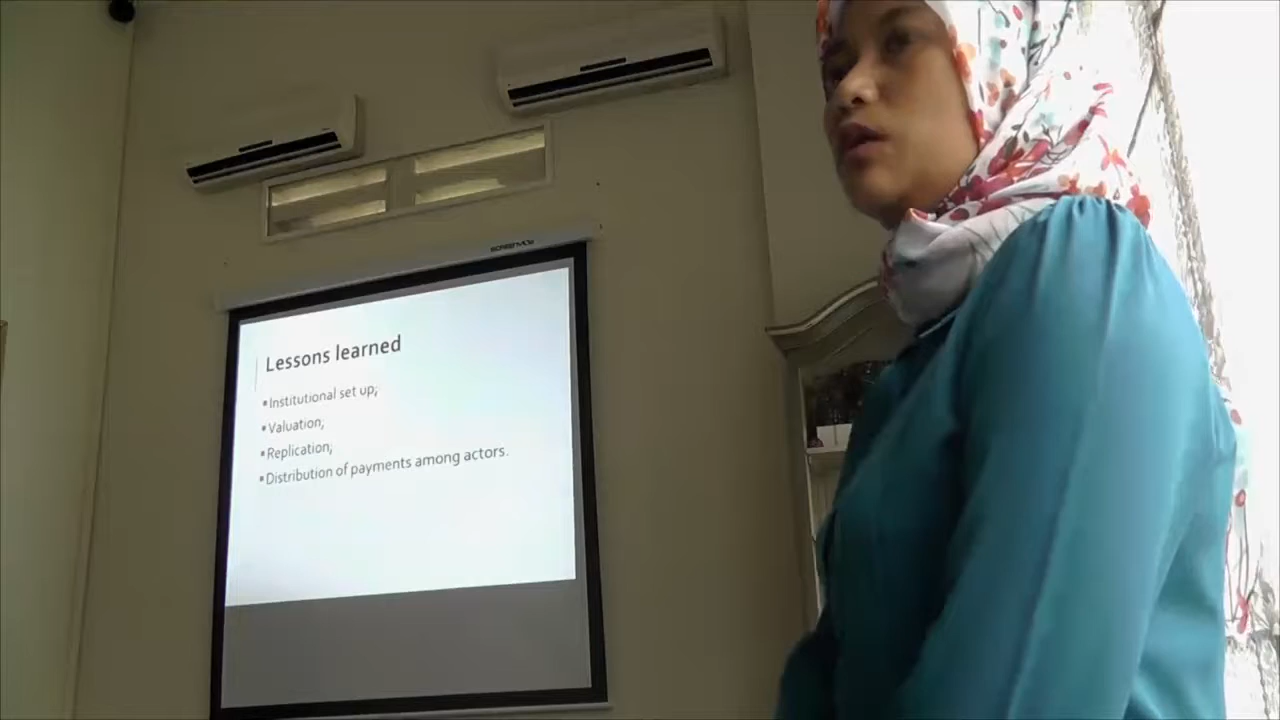 Lessons learned
▪Institutional set up;
▪Valuation;
▪Replication;
▪Distribution of payments among actors.